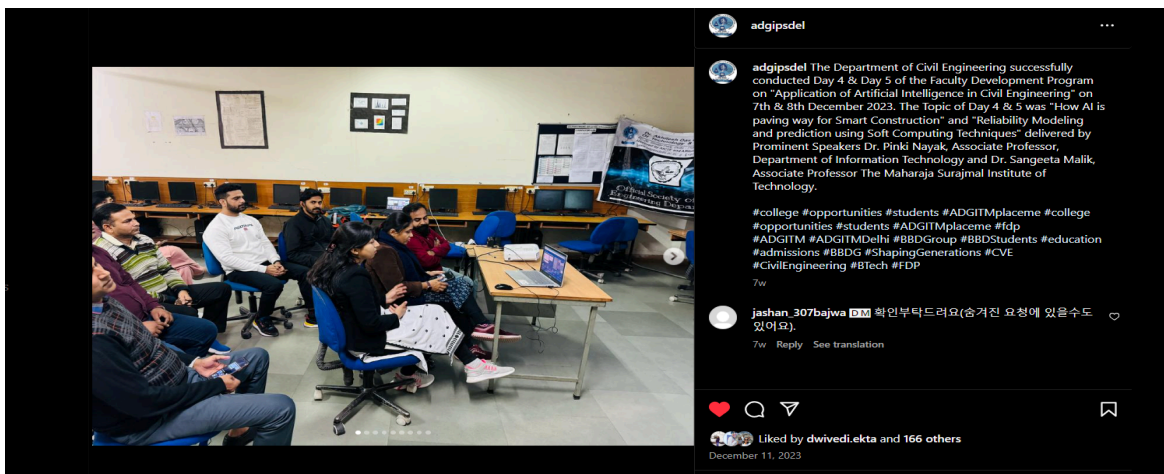 adgipsdel
adgipsdel The Department of Civil Engineering successfully
conducted Day 4 & Day 5 of the Faculty Development Program
on "Application of Artificial Intelligence in Civil Engineering" on
7th & 8th December 2023. The Topic of Day 4 & 5 was "How AI is
paving way for Smart Construction" and "Reliability Modeling
and prediction using Soft Computing Techniques" delivered by
Prominent Speakers Dr. Pinki Nayak, Associate Professor,
Department of Information Technology and Dr. Sangeeta Malik,
Associate Professor The Maharaja Surajmal Institute of
Technology.
#college #opportunities #students #ADGITMplaceme #college
#opportunities #students #ADGITMplaceme #fdp
#ADGITM #ADGITMDelhi #BBDGroup #BBDStudents #education
#admissions #BBDG #ShapingGenerations #CVE
#CivilEngineering #BTech #FDP
7w
jashan_307bajwa 🄳🄼 확인부탁드려요(숨겨진 요청에 있을수도
있어요).
7w Reply See translation
Liked by dwivedi.ekta and 166 others
December 11, 2023
Official Society of
Engineering